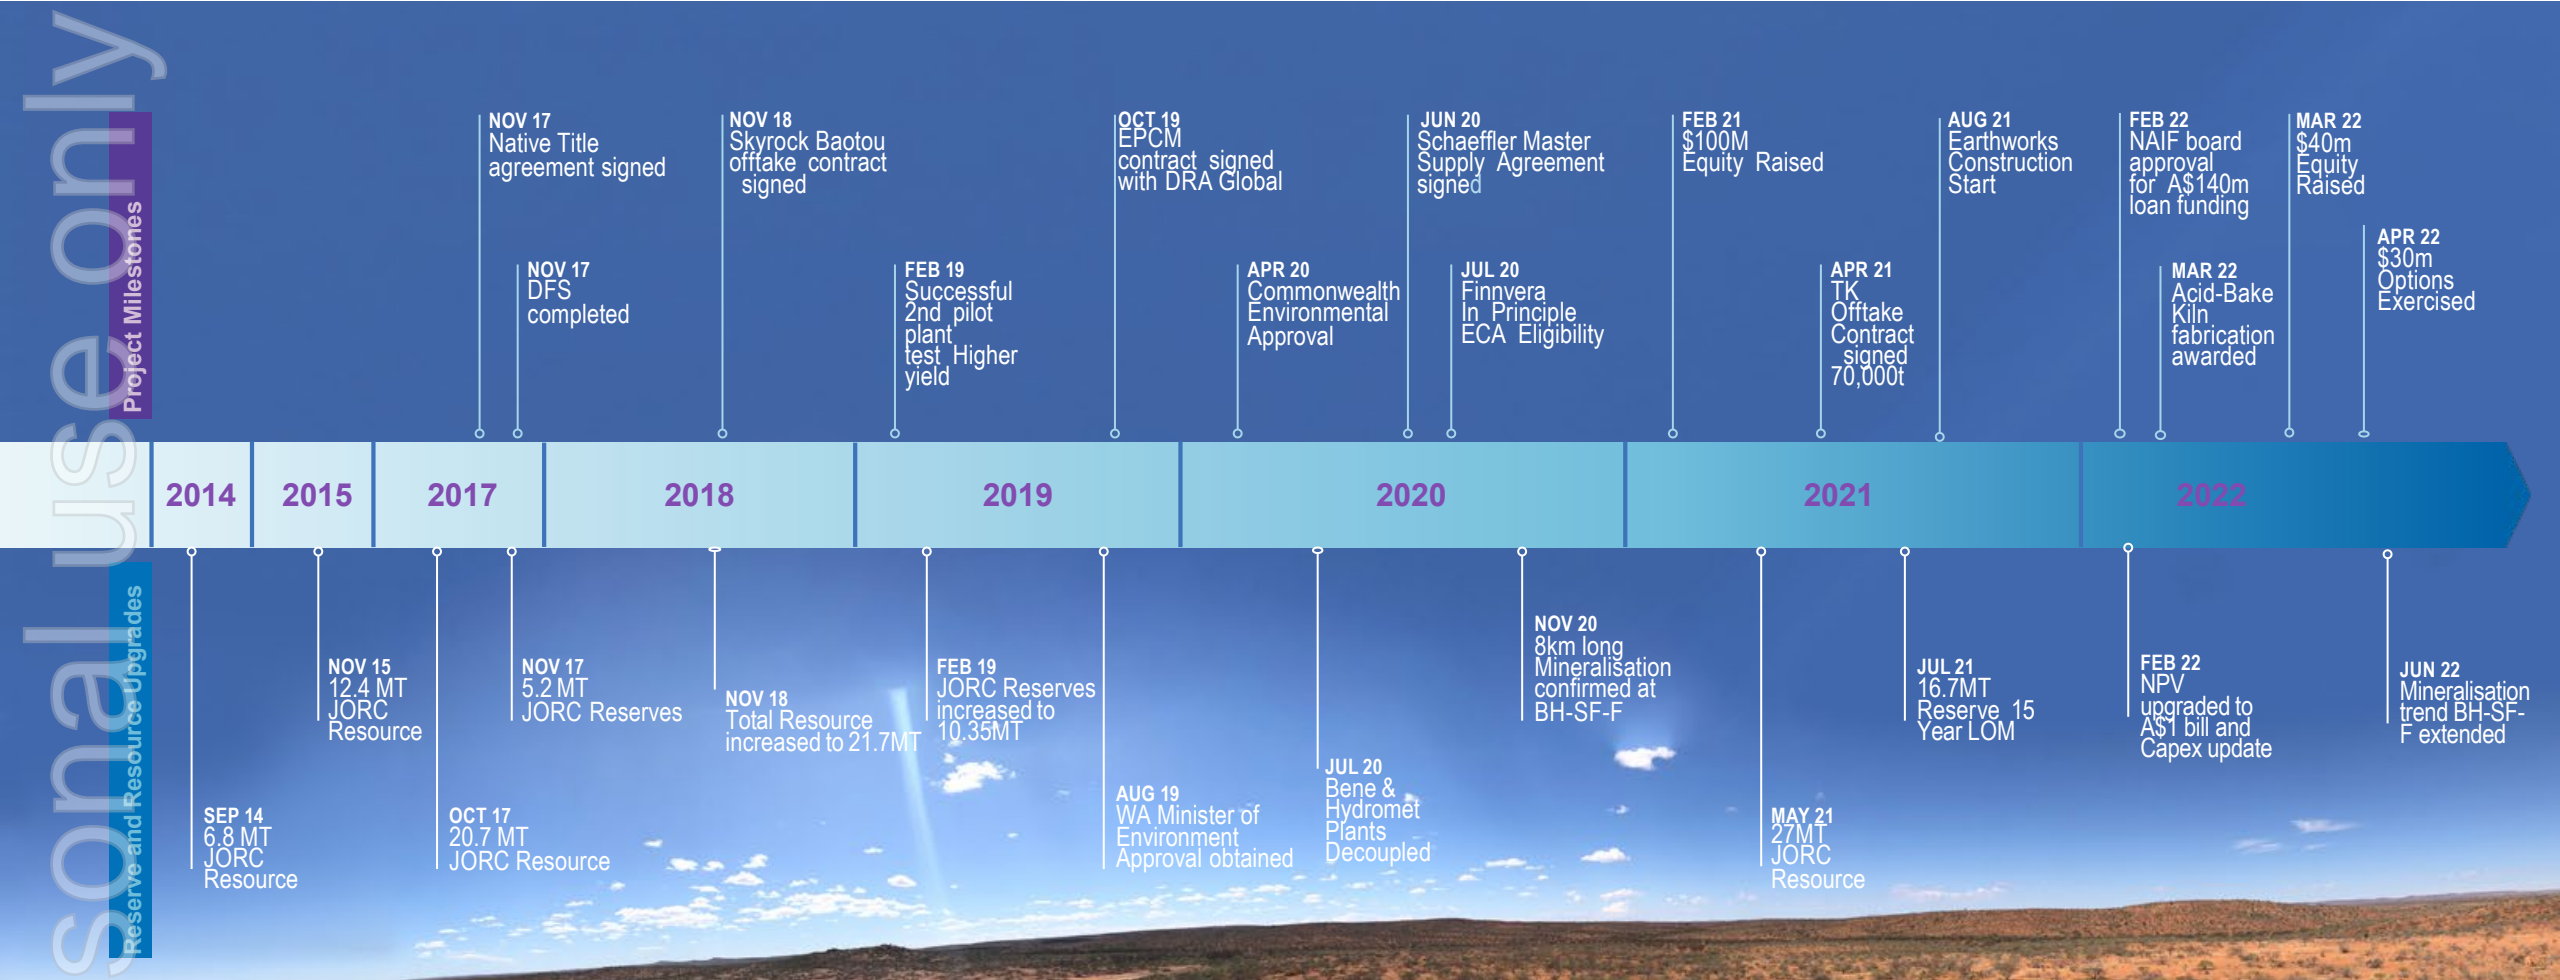 sonal use only
Project Milestones
NOV 17
Native Title
agreement signed
NOV 17
DFS
completed
NOV 18
Skyrock Baotou
offtake contract
signed
FEB 19
Successful
2nd pilot
plant
test Higher
yield
OCT 19
EPCM
contract signed
with DRA Global
APR 20
Commonwealth
Environmental
Approval
JUN 20
Schaeffler Master
Supply Agreement
signed
JUL 20
Finnvera
In Principle
ECA Eligibility
FEB 21
$100M
Equity Raised
APR 21
TK
Offtake
Contract
signed
70,000t
AUG 21
Earthworks
Construction
Start
FEB 22
NAIF board
approval
for A$140m
loan funding
MAR 22
Acid-Bake
Kiln
fabrication
awarded
MAR 22
$40m
Equity
Raised
APR 22
$30m
Options
Exercised
2014
2015
2017
2018
2019
2020
2021
2022
Reserve and Resource Upgrades
SEP 14
6.8 MT
JORC
Resource
NOV 15
12.4 MT
JORC
Resource
OCT 17
20.7 MT
JORC Resource
NOV 17
5.2 MT
JORC Reserves
NOV 18
Total Resource
increased to 21.7MT
FEB 19
JORC Reserves
increased to
10.35MT
AUG 19
WA Minister of
Environment
Approval obtained
JUL 20
Bene &
Hydromet
Plants
Decoupled
NOV 20
8km long
Mineralisation
confirmed at
BH-SF-F
MAY 21
27MT
JORC
Resource
JUL 21
16.7MT
Reserve 15
Year LOM
FEB 22
NPV
upgraded to
A$1 bill and
Capex update
JUN 22
Mineralisation
trend BH-SF-
F extended